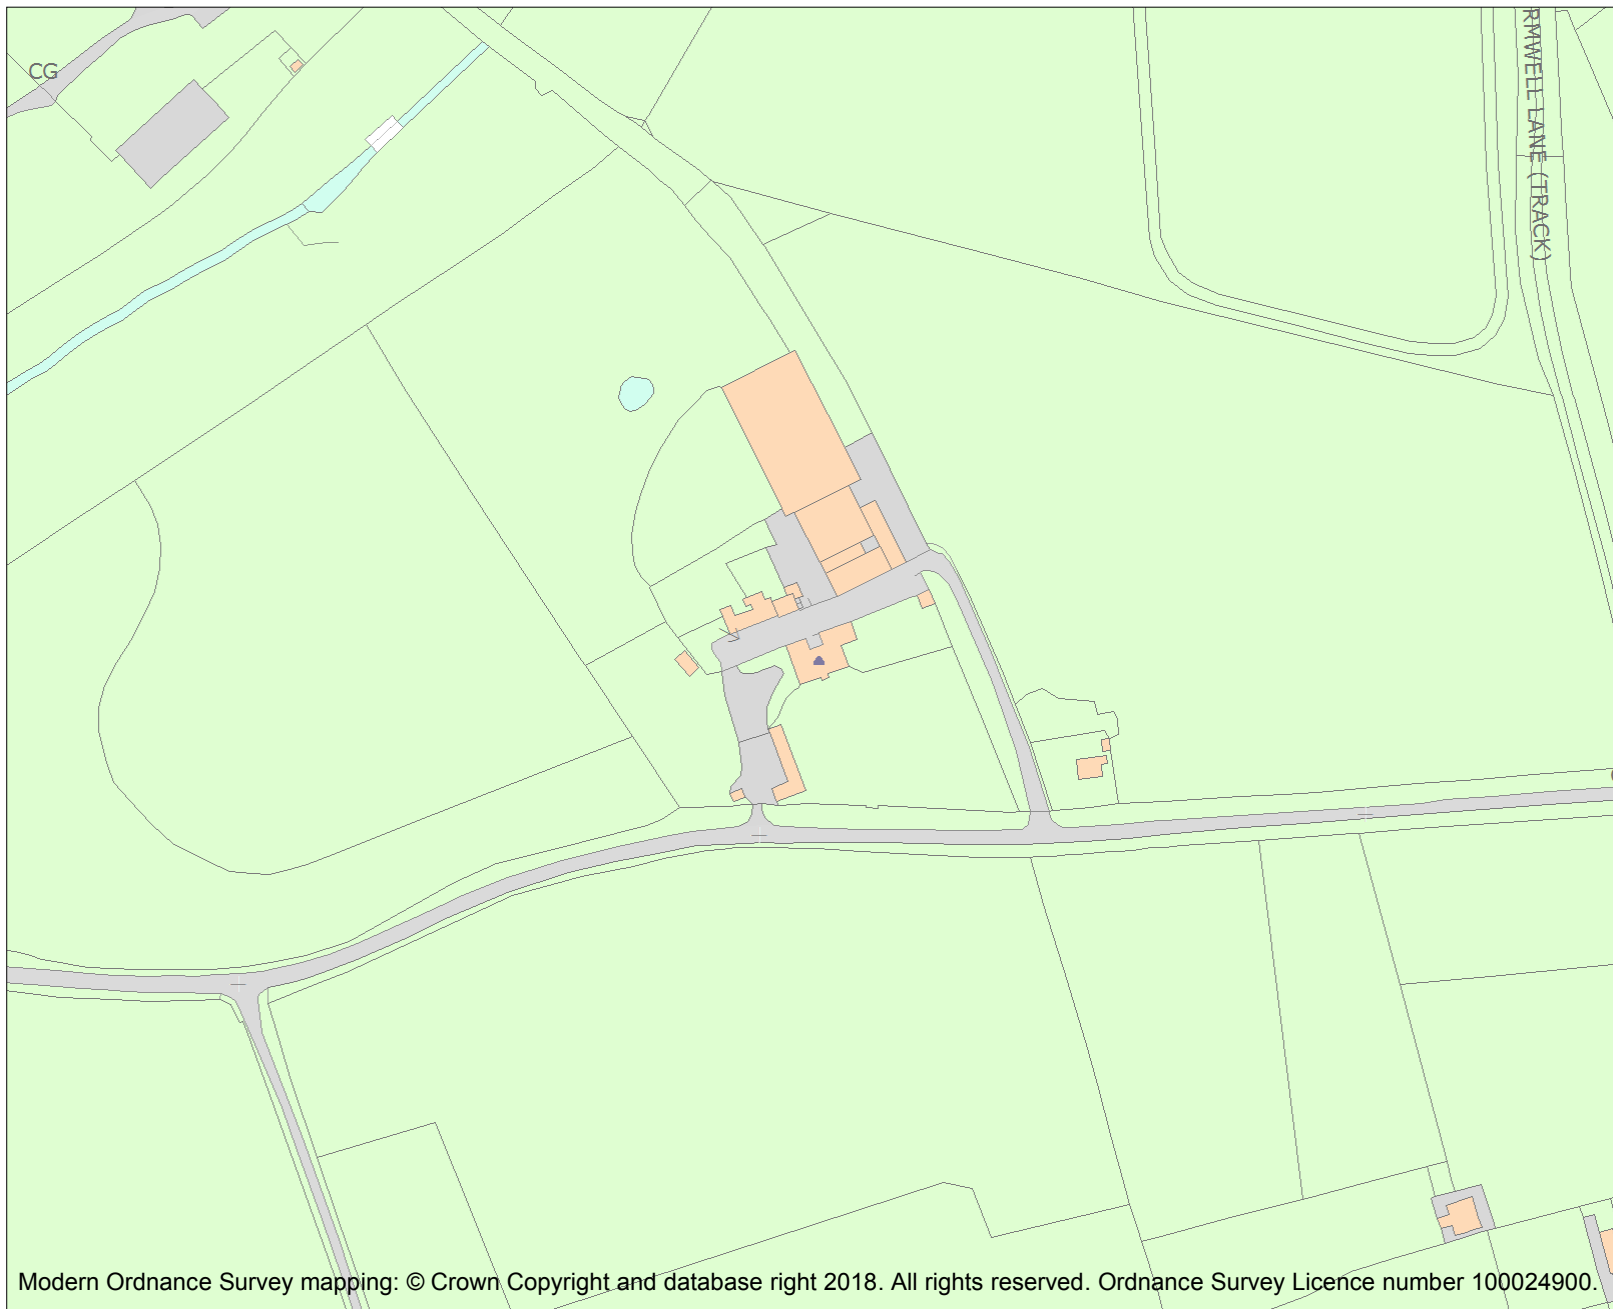 CG
RMWELL LANE (TRACK)
Modern Ordnance Survey mapping: © Crown Copyright and database right 2018. All rights reserved. Ordnance Survey Licence number 100024900.